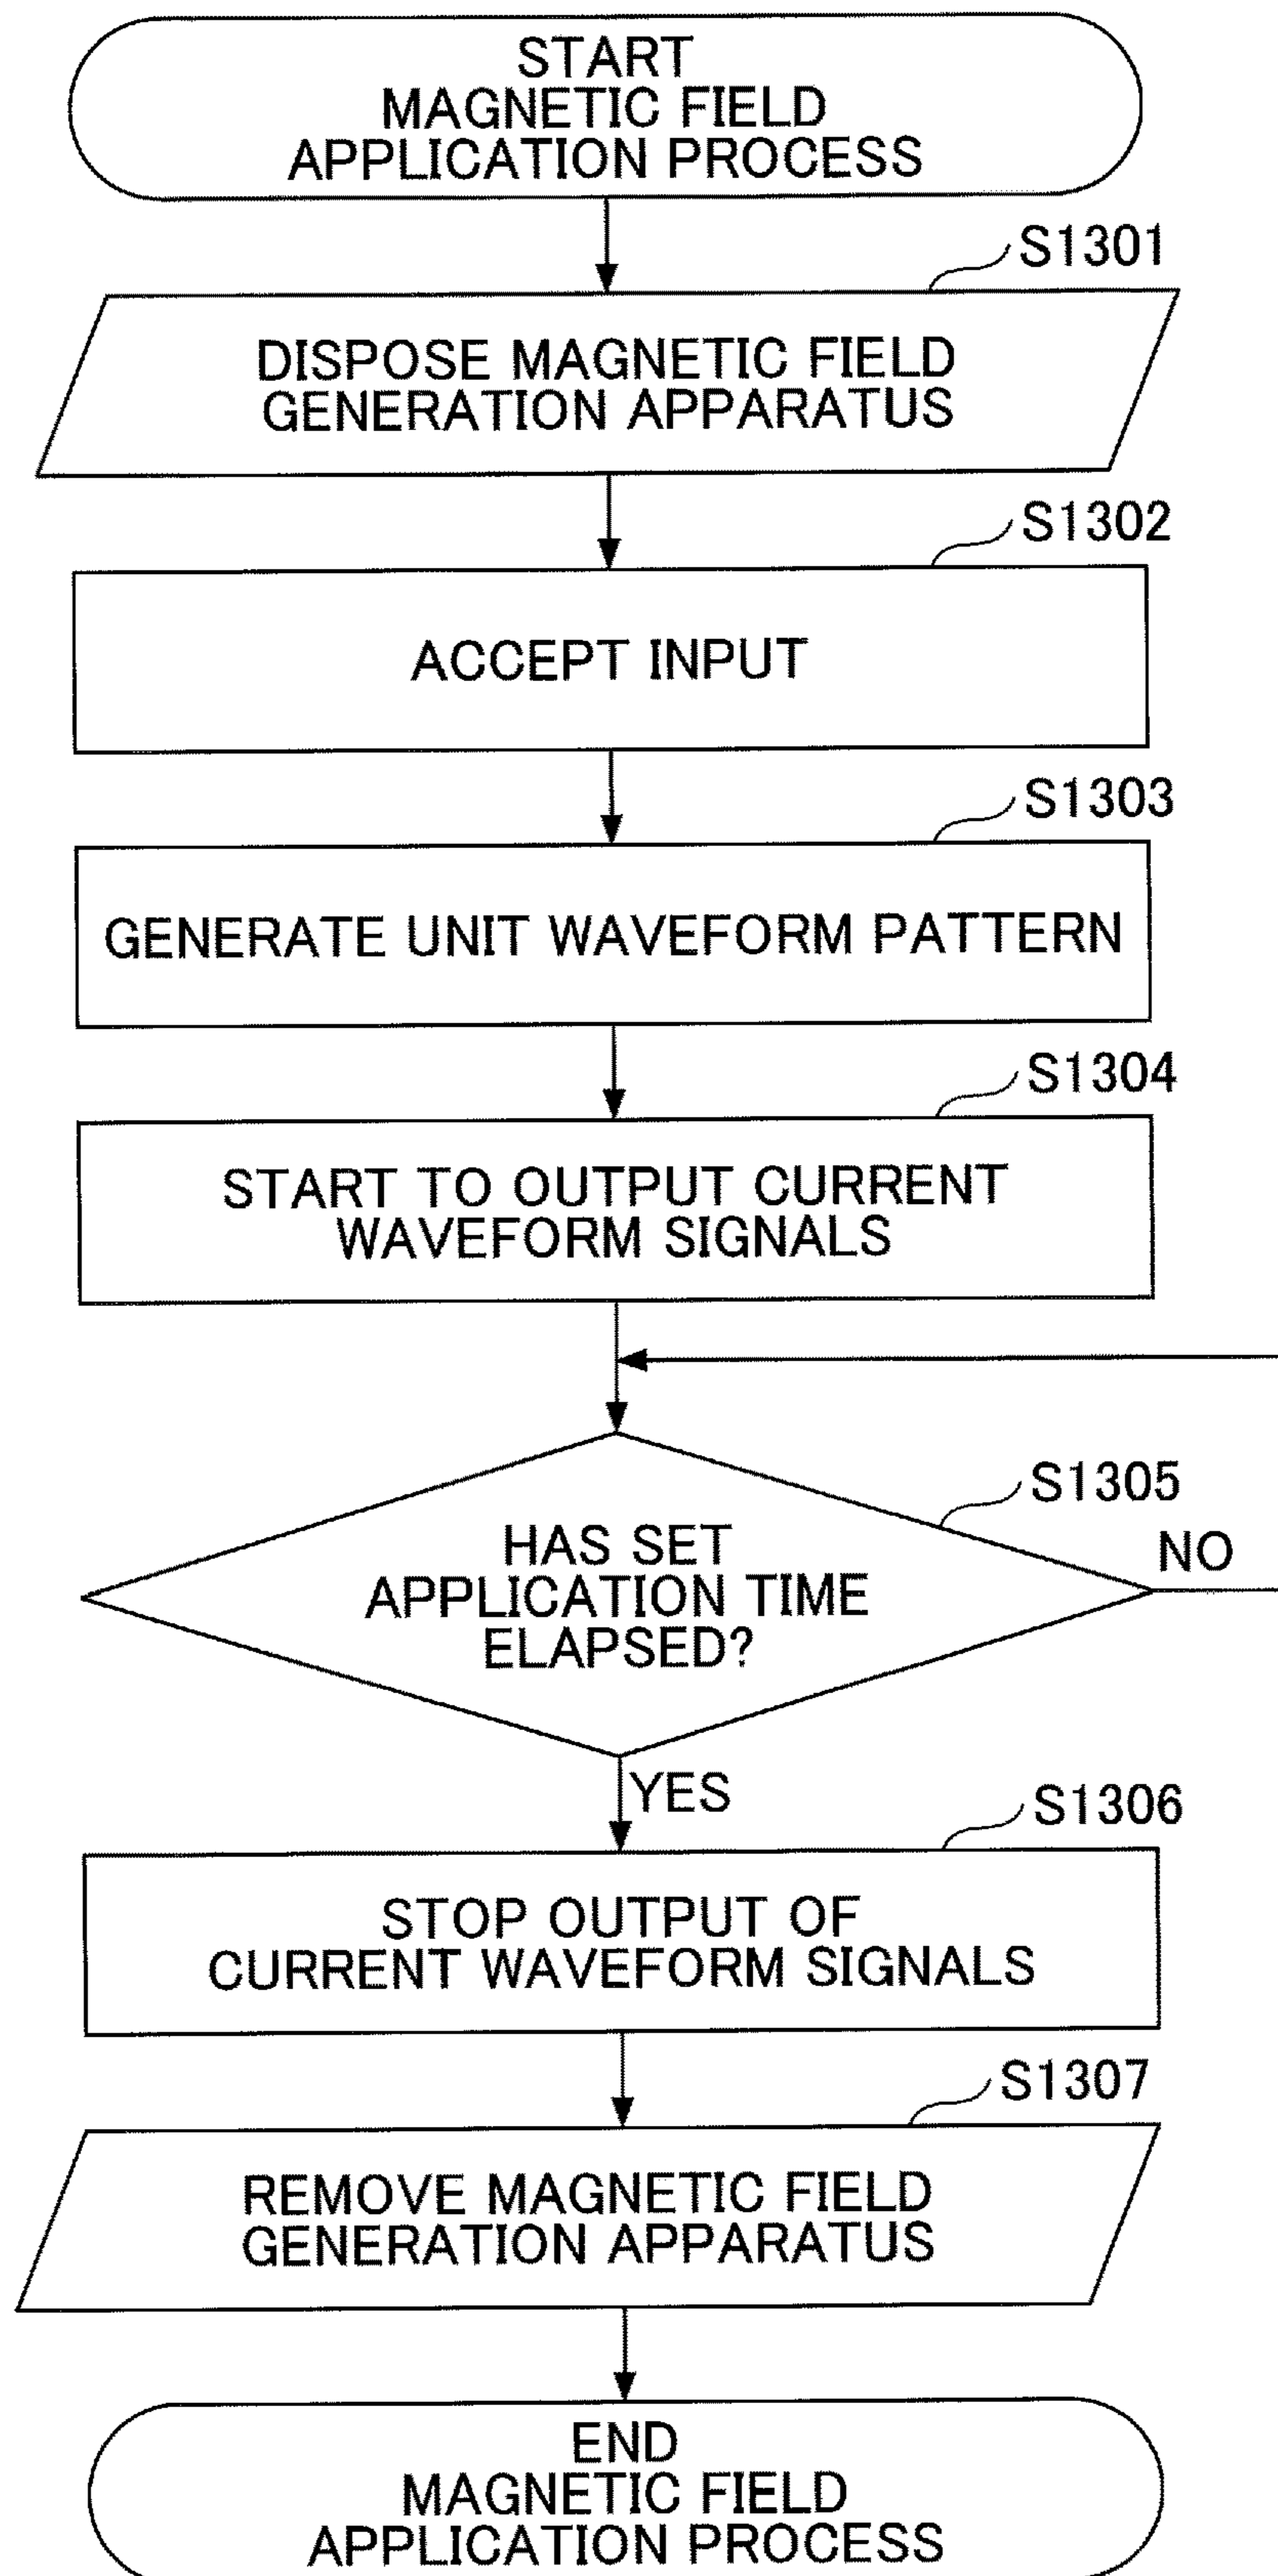 START
MAGNETIC FIELD
APPLICATION PROCESS
S1301
DISPOSE MAGNETIC FIELD
GENERATION APPARATUS
S1302
ACCEPT INPUT
S1303
GENERATE UNIT WAVEFORM PATTERN
S1304
START TO OUTPUT CURRENT
WAVEFORM SIGNALS
S1305
HAS SET
APPLICATION TIME
ELAPSED?
NO
YES
S1306
STOP OUTPUT OF
CURRENT WAVEFORM SIGNALS
S1307
REMOVE MAGNETIC FIELD
GENERATION APPARATUS
END
MAGNETIC FIELD
APPLICATION PROCESS